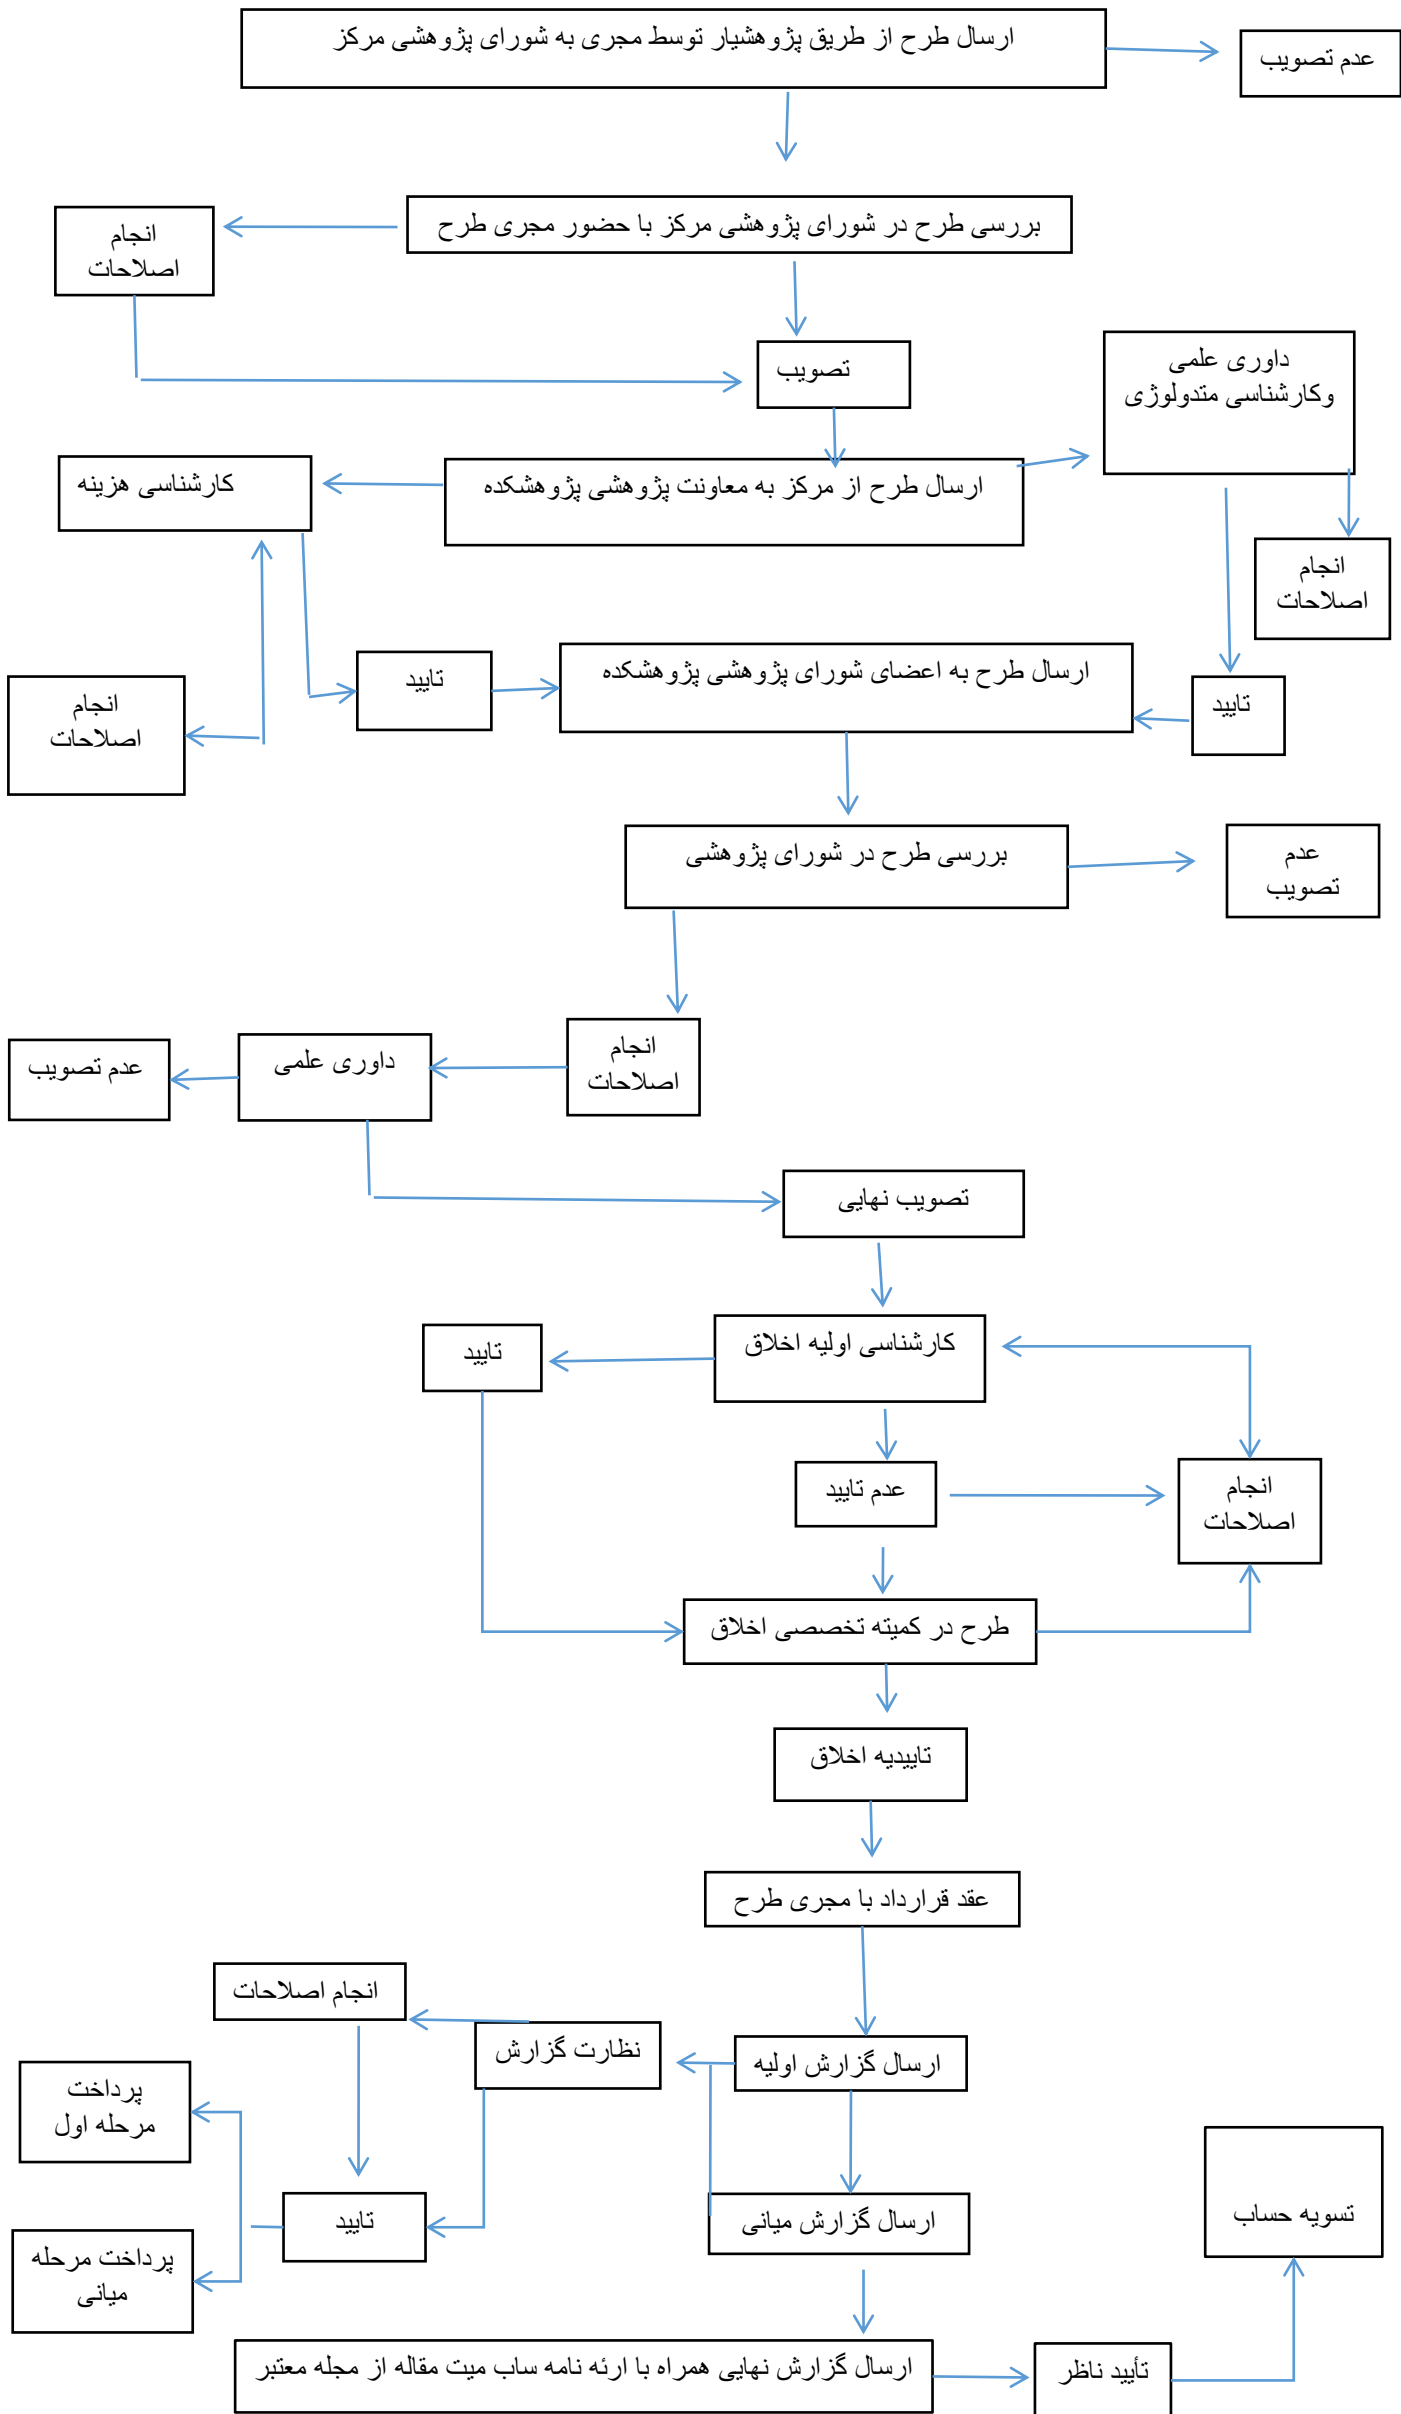 ارسال طرح از طریق پژوهشیار توسط مجری به شورای پژوهشی مرکز
عدم تصویب
بررسی طرح در شورای پژوهشی مرکز با حضور مجری طرح
انجام
اصلاحات
تصویب
داوری علمی
وکارشناسی متدولوژی
ارسال طرح از مرکز به معاونت پژوهشی پژوهشکده
کارشناسی هزینه
انجام
اصلاحات
ارسال طرح به اعضای شورای پژوهشی پژوهشکده
تایید
تایید
انجام
اصلاحات
بررسی طرح در شورای پژوهشی
عدم
تصویب
انجام
اصلاحات
داوری علمی
عدم تصویب
تصویب نهایی
کارشناسی اولیه اخلاق
تایید
عدم تایید
انجام
اصلاحات
طرح در کمیته تخصصی اخلاق
تاییدیه اخلاق
عقد قرارداد با مجری طرح
انجام اصلاحات
نظارت گزارش
ارسال گزارش اولیه
پرداخت
مرحله اول
تایید
ارسال گزارش میانی
تسویه حساب
پرداخت مرحله
میانی
ارسال گزارش نهایی همراه با ارئه نامه ساب میت مقاله از مجله معتبر
تأیید ناظر